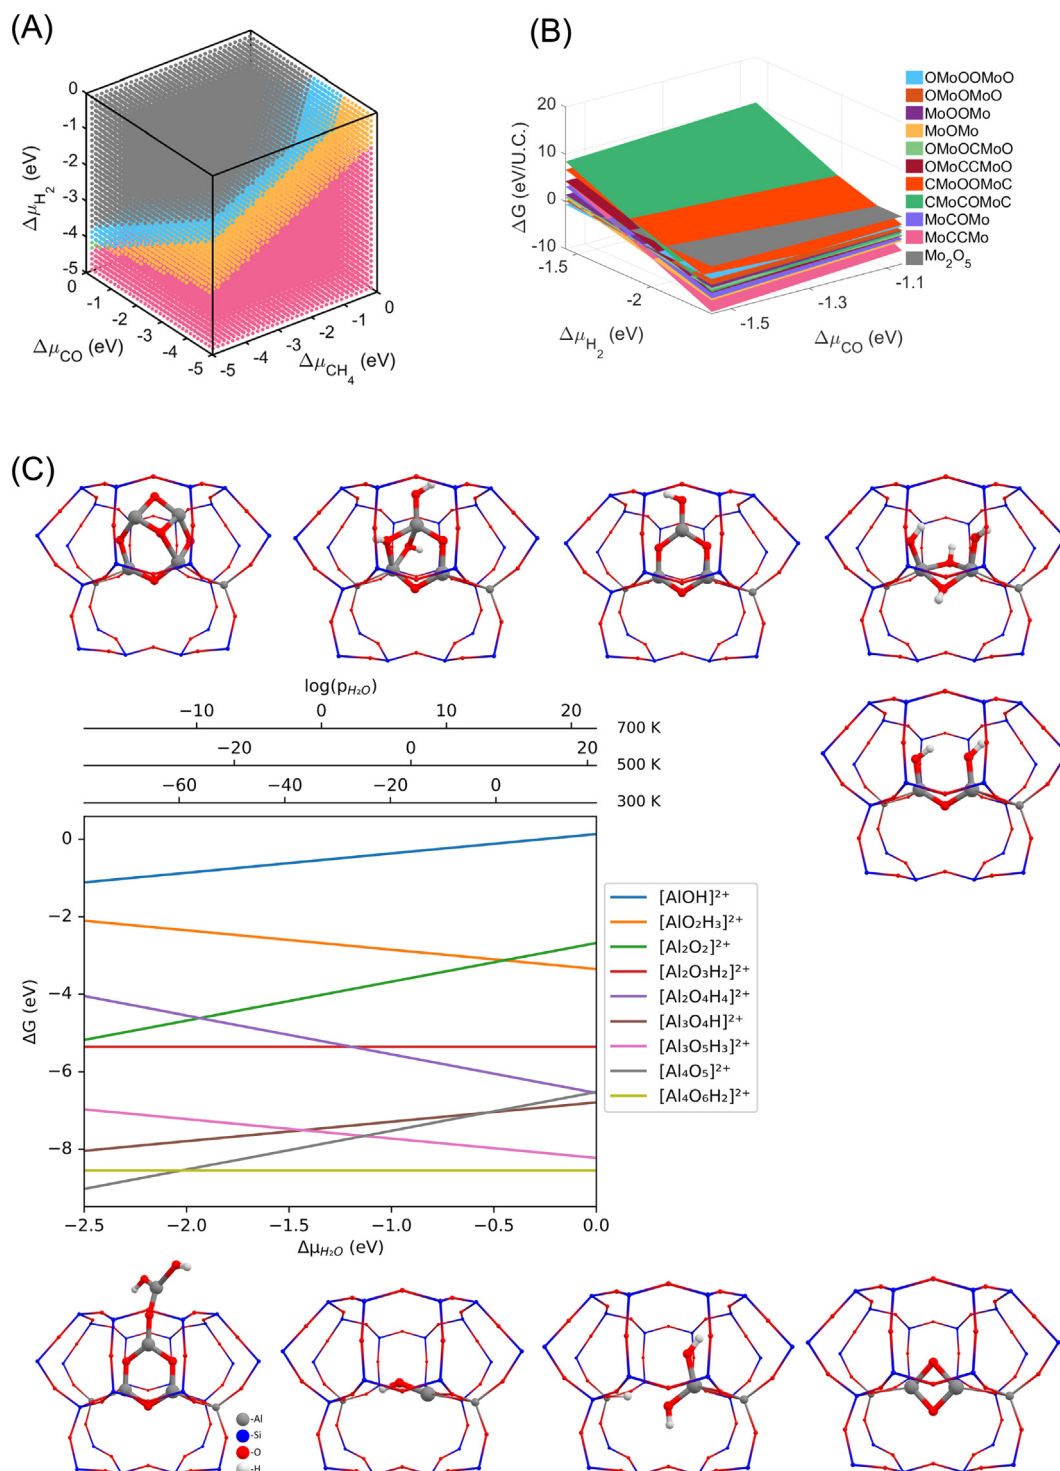 (A)
0
-1
-2
-3
-4
-5
Δμ_H₂ (eV)
0
-1
-2
-3
-4
-5
Δμ_CO (eV)
-5
-4
-3
-2
-1
0
Δμ_CH₄ (eV)
(B)
20
10
0
-10
ΔG (eV/U.C.)
-1.5
-2
Δμ_H₂ (eV)
-1.5
-1.3
-1.1
Δμ_CO (eV)
OMoOOMoO
OMoOMoO
MoOOMo
MoOMo
OMoOCMoO
OMoCCMoO
CMoOOMoC
CMoCOMoC
MoCOMo
MoCCMo
Mo₂O₅
(C)
log(p_H₂O)
−10 0 10 20
700 K
−20 0 20
500 K
−60 −40 −20 0
300 K
0
−2
−4
−6
−8
ΔG (eV)
−2.5 −2.0 −1.5 −1.0 −0.5 0.0
Δμ_H₂O (eV)
[AlOH]²⁺
[AlO₂H₃]²⁺
[Al₂O₂]²⁺
[Al₂O₃H₂]²⁺
[Al₂O₄H₄]²⁺
[Al₃O₄H]²⁺
[Al₃O₅H₃]²⁺
[Al₄O₅]²⁺
[Al₄O₆H₂]²⁺
-Al
-Si
-O
-H